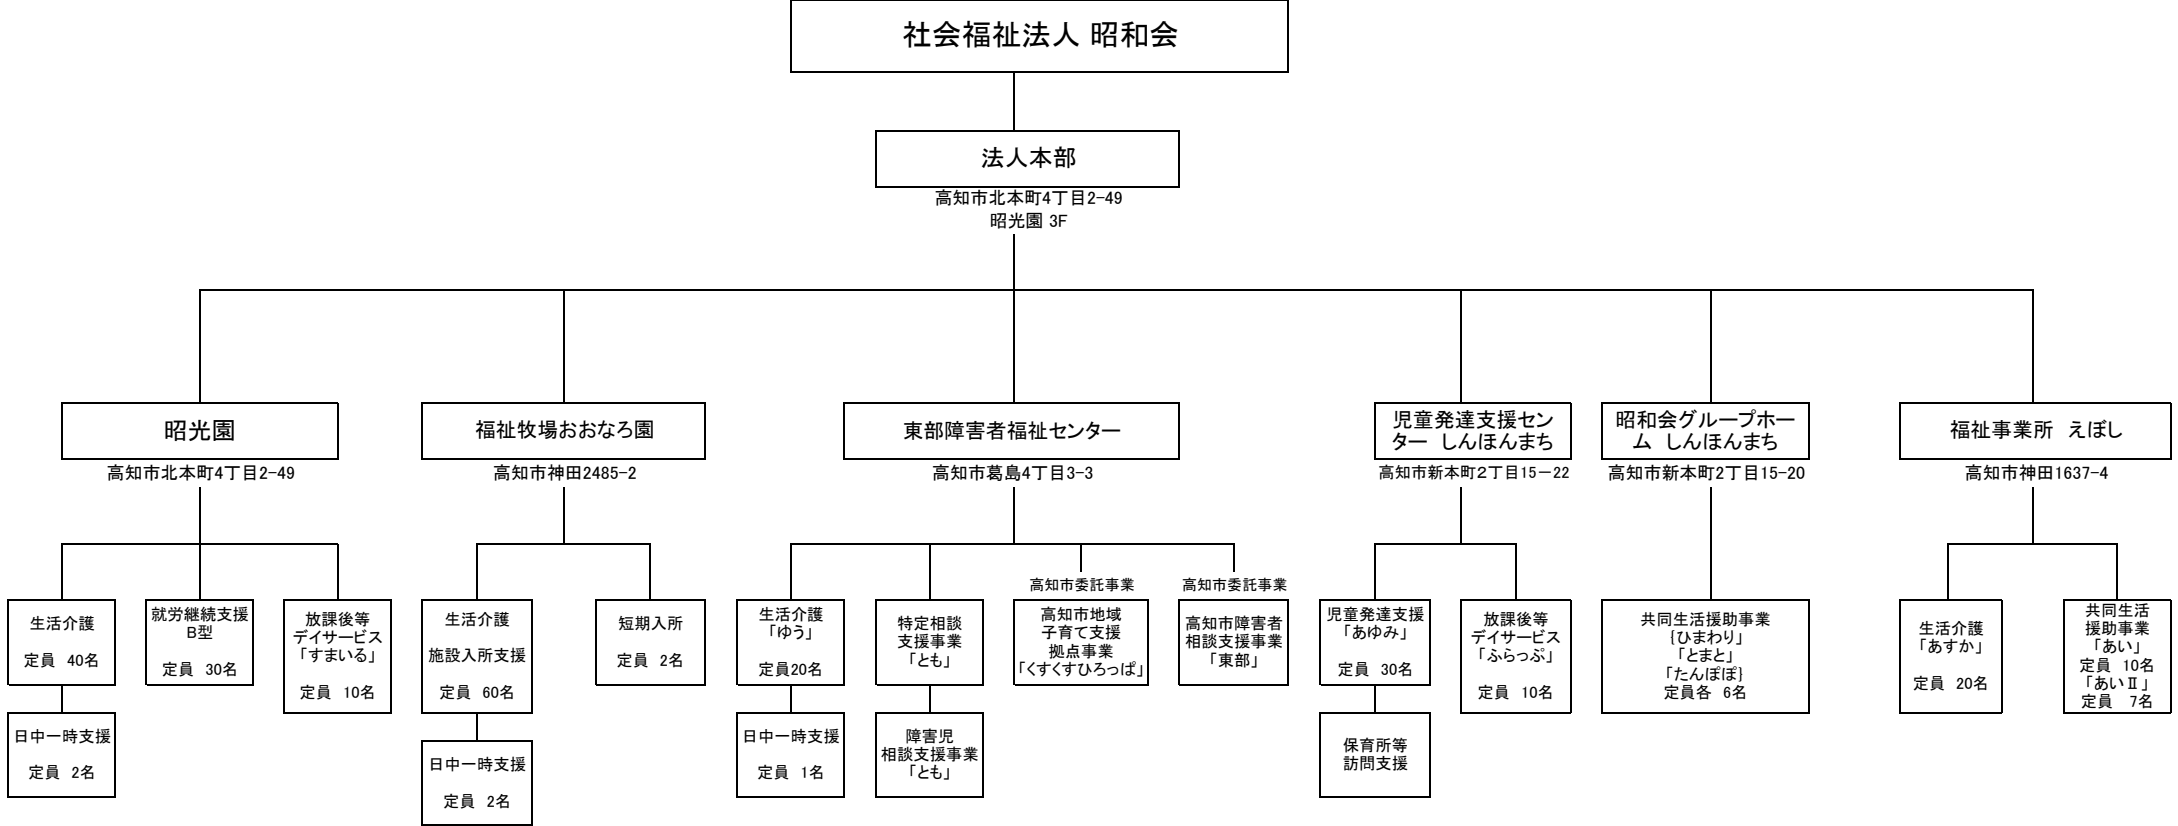 社会福祉法人 昭和会
法人本部
高知市北本町4丁目2-49
昭光園 3F
昭光園
高知市北本町4丁目2-49
生活介護
定員 40名
日中一時支援
定員 2名
就労継続支援
B型
定員 30名
放課後等
デイサービス
「すまいる」
定員 10名
福祉牧場おおなろ園
高知市神田2485-2
生活介護
施設入所支援
定員 60名
日中一時支援
定員 2名
短期入所
定員 2名
東部障害者福祉センター
高知市葛島4丁目3-3
生活介護
「ゆう」
定員20名
日中一時支援
定員 1名
特定相談
支援事業
「とも」
障害児
相談支援事業
「とも」
高知市委託事業
高知市地域
子育て支援
拠点事業
「くすくすひろっぱ」
高知市委託事業
高知市障害者
相談支援事業
「東部」
児童発達支援セン
ター しんほんまち
高知市新本町２丁目15－22
児童発達支援
「あゆみ」
定員 30名
保育所等
訪問支援
放課後等
デイサービス
「ふらっぷ」
定員 10名
昭和会グループホー
ム しんほんまち
高知市新本町2丁目15-20
共同生活援助事業
{ひまわり」
「とまと」
「たんぽぽ}
定員各 6名
福祉事業所 えぼし
高知市神田1637-4
生活介護
「あすか」
定員 20名
共同生活
援助事業
「あい」
定員 10名
「あいⅡ」
定員 7名